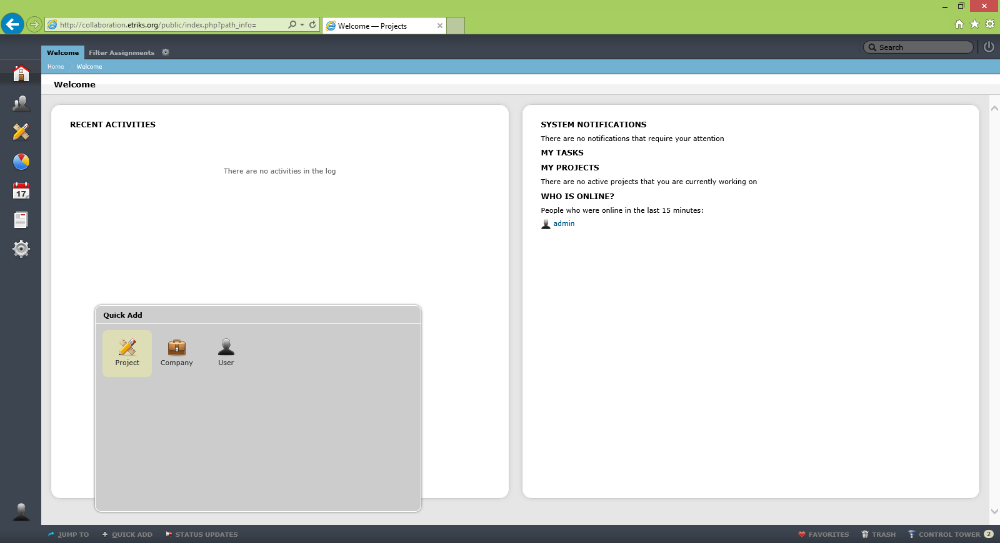 http://collaboration.etriks.org/public/index.php?path_info=
Welcome — Projects
Welcome
Filter Assignments
Search
Home
Welcome
Welcome
RECENT ACTIVITIES
There are no activities in the log
SYSTEM NOTIFICATIONS
There are no notifications that require your attention
MY TASKS
MY PROJECTS
There are no active projects that you are currently working on
WHO IS ONLINE?
People who were online in the last 15 minutes:
admin
17
Quick Add
Project
Company
User
JUMP TO
QUICK ADD
STATUS UPDATES
FAVORITES
TRASH
CONTROL TOWER 2